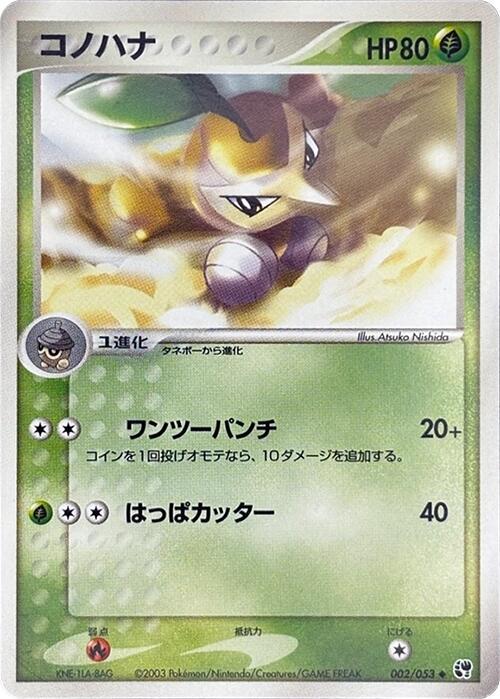 コノハナ
HP80
Illus.Atsuko Nishida
1進化
タネボーから進化
ワンツーパンチ 20+
コインを1回投げオモテなら、10ダメージを追加する。
はっぱカッター 40
弱点 抵抗力 にげる
KNE-1LA-8AG ©2003 Pokémon/Nintendo/Creatures/GAME FREAK 002/053